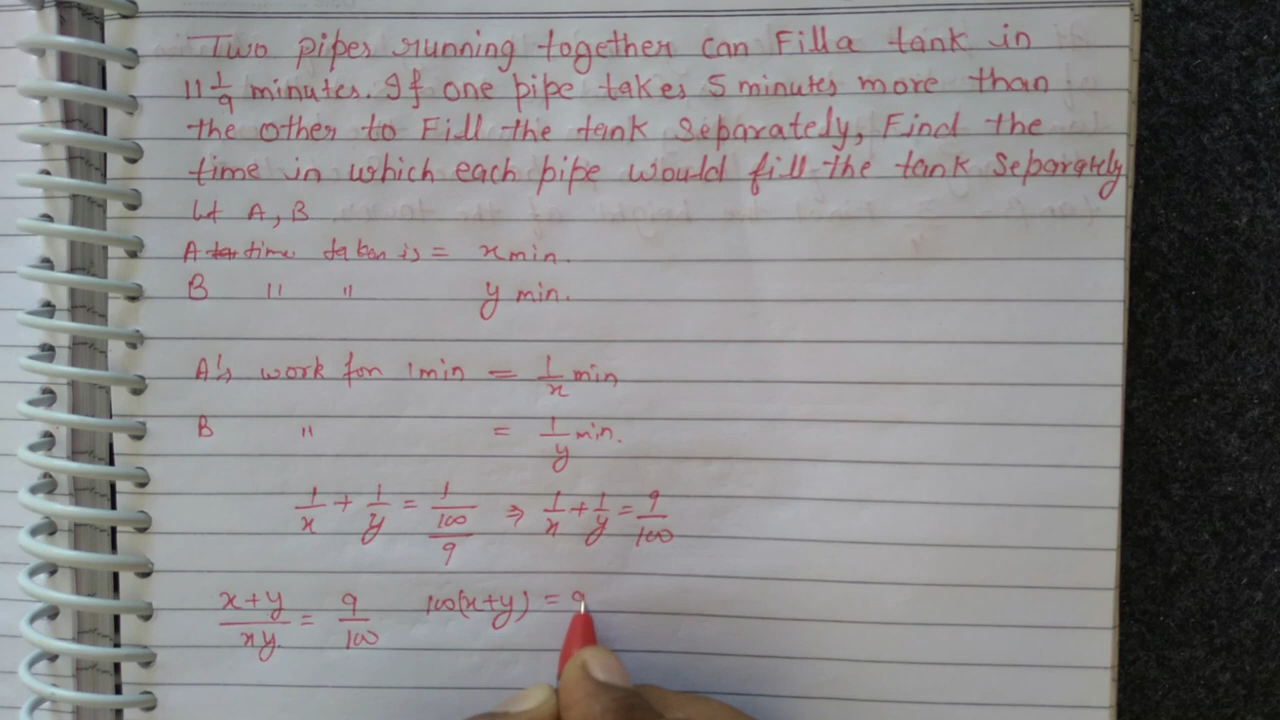 Two pipes running together can Fill a tank in
11 1/9 minutes. If one pipe takes 5 minutes more than
the other to Fill the tank Separately, Find the
time in which each pipe would fill the tank Separately
Let A, B
A time taken is = x min.
B " " y min.
A's work for 1 min = 1/x min
B " = 1/y min.
1/x + 1/y = 1/(100/9) ⇒ 1/x + 1/y = 9/100
(x+y)/(xy) = 9/100 100(x+y) = 9